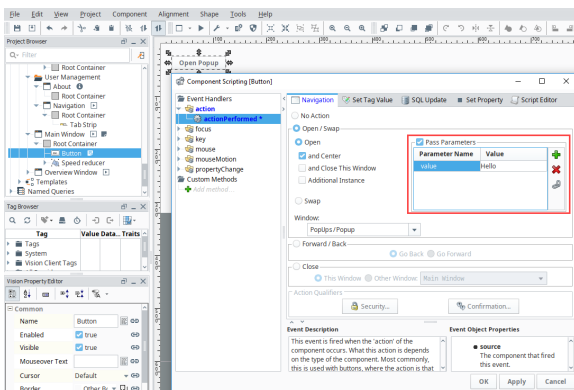 File Edit View Project Component Alignment Shape Tools Help
Project Browser
Filter
Root Container
User Management
About
Root Container
Navigation
Root Container
Tab Strip
Main Window
Root Container
Button
Speed reducer
Overview Window
Templates
Named Queries
Tag Browser
Tag Value Data... Traits
Tags
System
Vision Client Tags
Vision Property Editor
Common
Name Button
Enabled true
Visible true
Mouseover Text
Cursor Default
Border
Open Popup
Component Scripting [Button]
Event Handlers
action
actionPerformed *
focus
key
mouse
mouseMotion
propertyChange
Custom Methods
Add method...
Navigation Set Tag Value SQL Update Set Property Script Editor
No Action
Open / Swap
Open
and Center
and Close This Window
Additional Instance
Swap
Pass Parameters
Parameter Name Value
value Hello
Window:
PopUps/Popup
Forward / Back
Go Back Go Forward
Close
This Window Other Window: Main Window
Action Qualifiers
Security... Confirmation...
Event Description
This event is fired when the 'action' of the
component occurs. What this action is depends
on the type of the component. Most commonly,
this is used with buttons, where the action is that
Event Object Properties
source
The component that fired
this event.
OK Apply Cancel